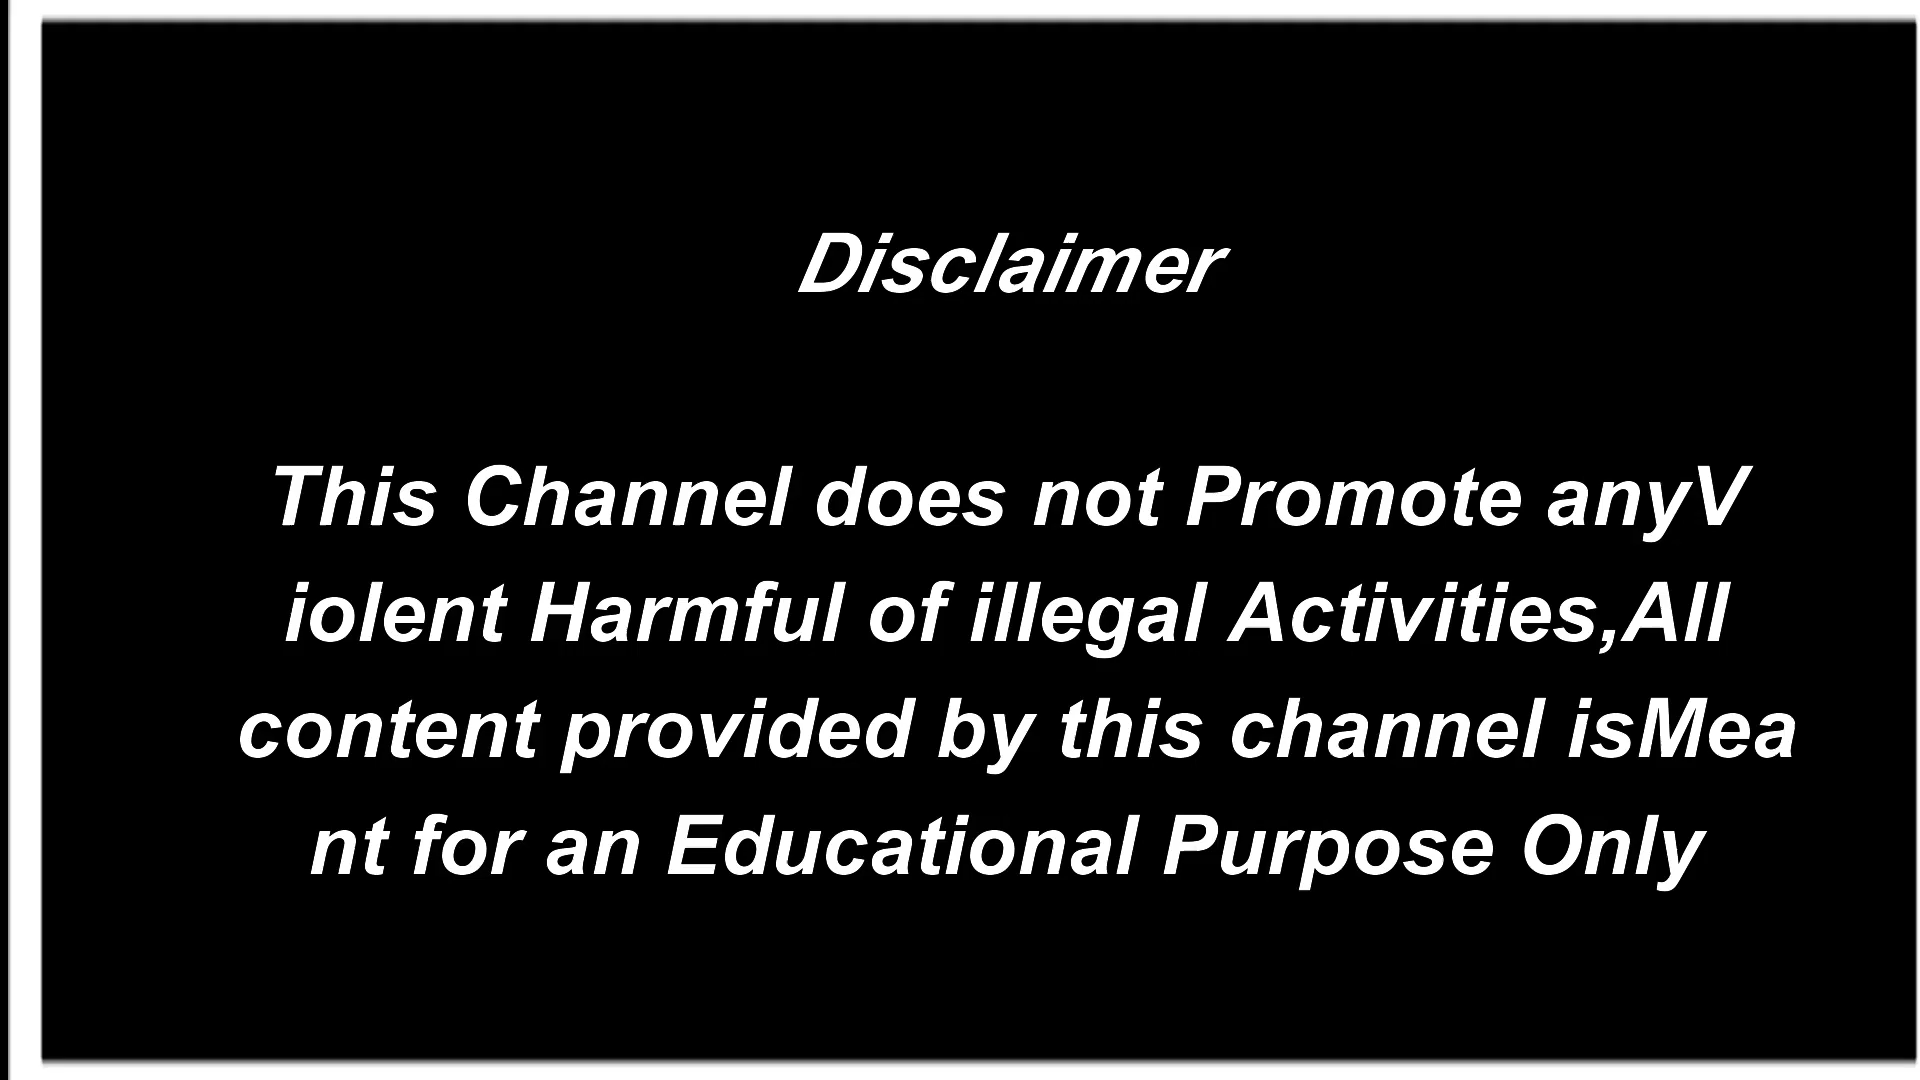 Disclaimer
This Channel does not Promote anyV
iolent Harmful of illegal Activities,All
content provided by this channel isMea
nt for an Educational Purpose Only